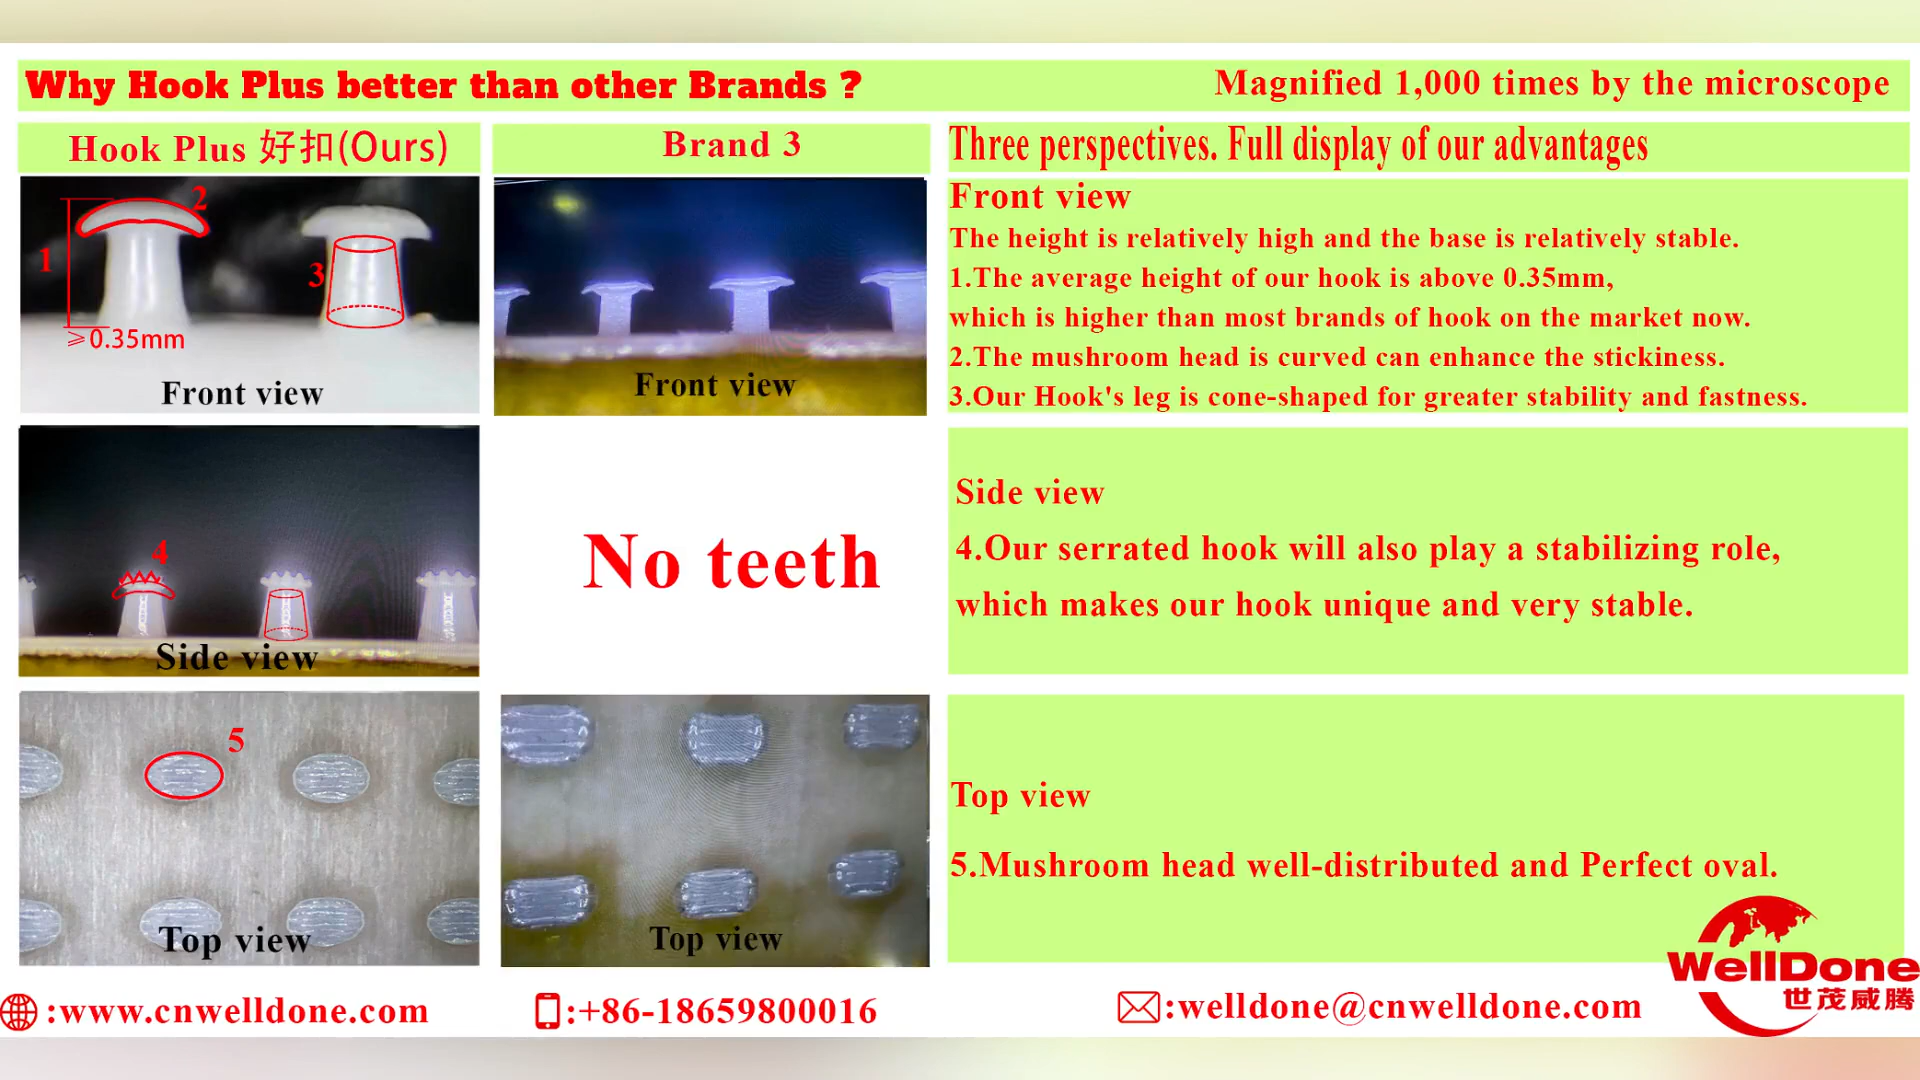 Why Hook Plus better than other Brands ?
Magnified 1,000 times by the microscope
Hook Plus 好扣(Ours)
Brand 3
Three perspectives. Full display of our advantages
1
2
3
≥0.35mm
Front view
Front view
Front view
The height is relatively high and the base is relatively stable.
1.The average height of our hook is above 0.35mm,
which is higher than most brands of hook on the market now.
2.The mushroom head is curved can enhance the stickiness.
3.Our Hook's leg is cone-shaped for greater stability and fastness.
4
Side view
No teeth
Side view
4.Our serrated hook will also play a stabilizing role,
which makes our hook unique and very stable.
5
Top view
Top view
Top view
5.Mushroom head well-distributed and Perfect oval.
:www.cnwelldone.com
:+86-18659800016
:welldone@cnwelldone.com
WellDone
世茂威腾